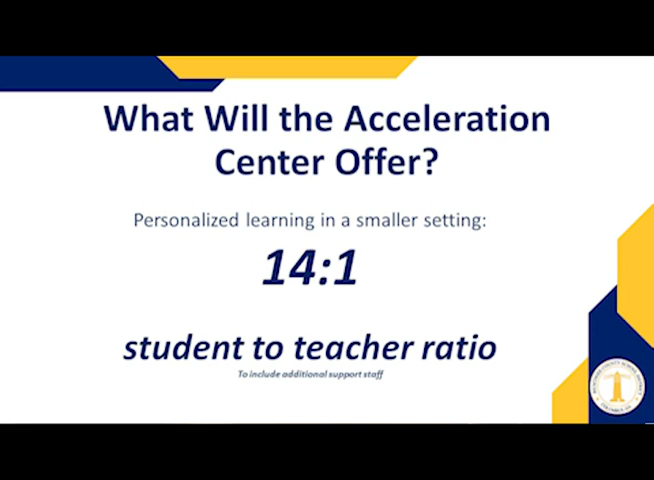 What Will the Acceleration
Center Offer?
Personalized learning in a smaller setting:
14:1
student to teacher ratio
To include additional support staff